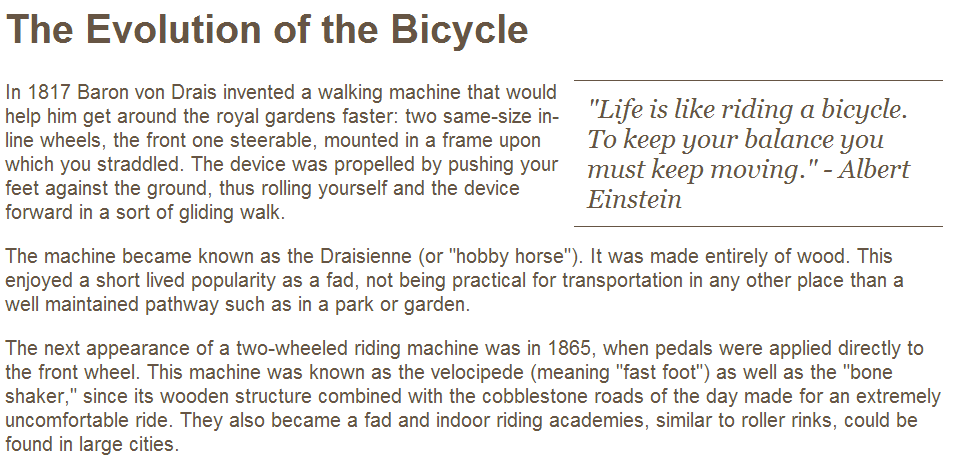 The Evolution of the Bicycle
In 1817 Baron von Drais invented a walking machine that would
help him get around the royal gardens faster: two same-size in-
line wheels, the front one steerable, mounted in a frame upon
which you straddled. The device was propelled by pushing your
feet against the ground, thus rolling yourself and the device
forward in a sort of gliding walk.
"Life is like riding a bicycle.
To keep your balance you
must keep moving." - Albert
Einstein
The machine became known as the Draisienne (or "hobby horse"). It was made entirely of wood. This
enjoyed a short lived popularity as a fad, not being practical for transportation in any other place than a
well maintained pathway such as in a park or garden.
The next appearance of a two-wheeled riding machine was in 1865, when pedals were applied directly to
the front wheel. This machine was known as the velocipede (meaning "fast foot") as well as the "bone
shaker," since its wooden structure combined with the cobblestone roads of the day made for an extremely
uncomfortable ride. They also became a fad and indoor riding academies, similar to roller rinks, could be
found in large cities.